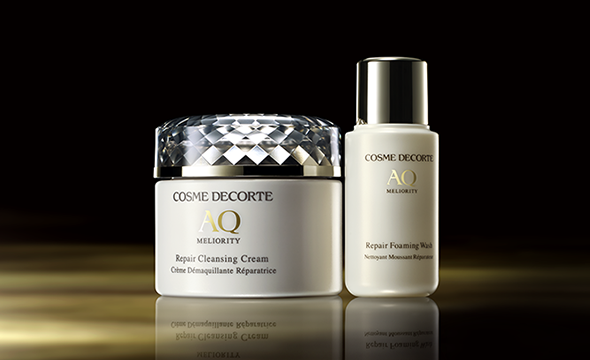 COSME DECORTE
AQ
MELIORITY
Repair Cleansing Cream
Crème Démaquillante Réparatrice
COSME DECORTE
AQ
MELIORITY
Repair Foaming Wash
Nettoyant Moussant Réparateur